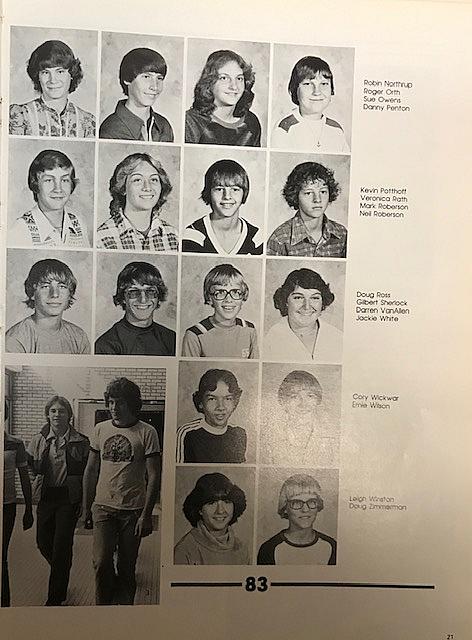 Robin Northrup
Roger Orth
Sue Owens
Danny Penton
Kevin Potthoff
Veronica Rath
Mark Roberson
Neil Roberson
Doug Ross
Gilbert Sherlock
Darren VanAllen
Jackie White
Cory Wickwar
Ernie Wilson
Leigh Winston
Doug Zimmerman
83
21